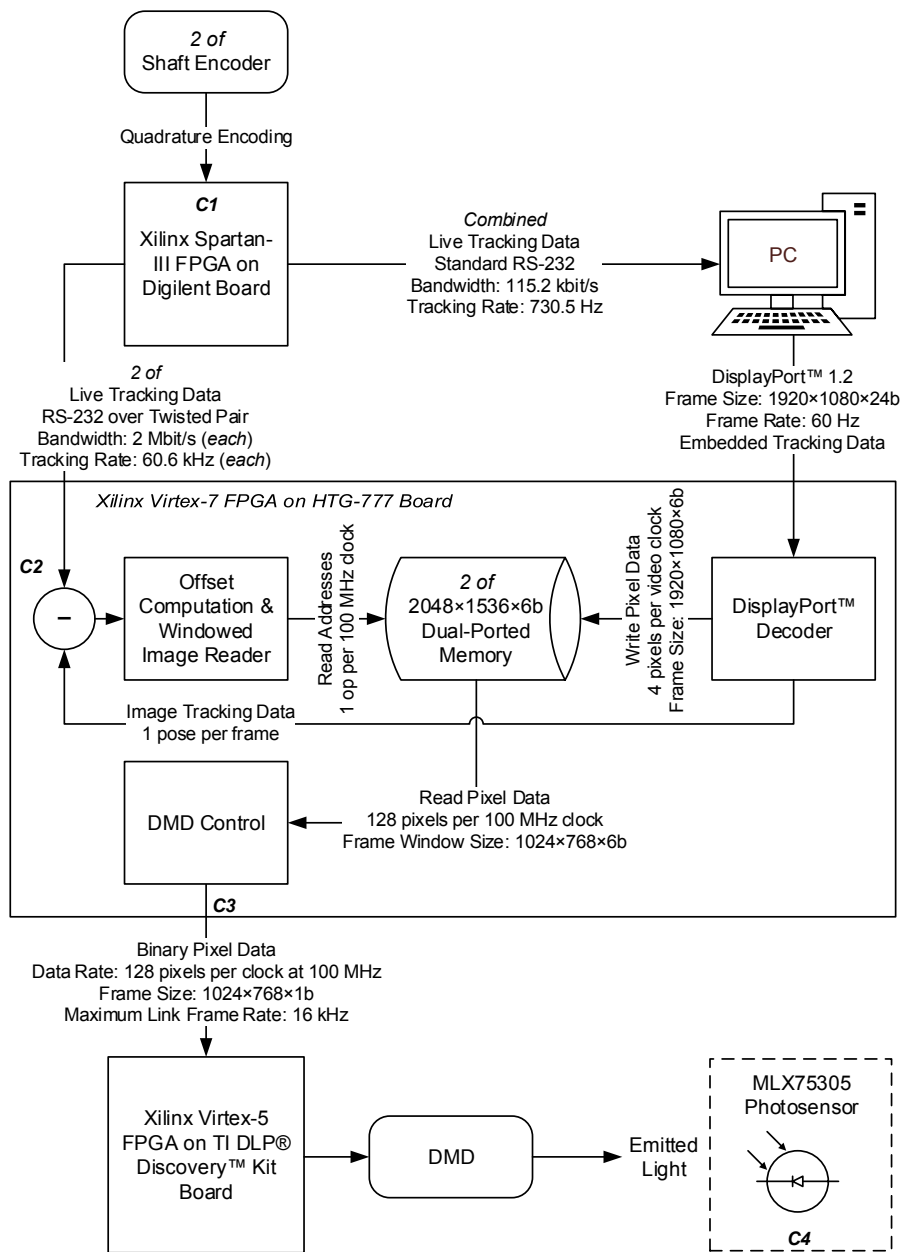 2 of
Shaft Encoder
Quadrature Encoding
C1
Xilinx Spartan-
III FPGA on
Digilent Board
Combined
Live Tracking Data
Standard RS-232
Bandwidth: 115.2 kbit/s
Tracking Rate: 730.5 Hz
PC
2 of
Live Tracking Data
RS-232 over Twisted Pair
Bandwidth: 2 Mbit/s (each)
Tracking Rate: 60.6 kHz (each)
DisplayPort™ 1.2
Frame Size: 1920×1080×24b
Frame Rate: 60 Hz
Embedded Tracking Data
Xilinx Virtex-7 FPGA on HTG-777 Board
C2
–
Offset
Computation &
Windowed
Image Reader
Read Addresses
1 op per 100 MHz clock
2 of
2048×1536×6b
Dual-Ported
Memory
Write Pixel Data
4 pixels per video clock
Frame Size: 1920×1080×6b
DisplayPort™
Decoder
Image Tracking Data
1 pose per frame
DMD Control
Read Pixel Data
128 pixels per 100 MHz clock
Frame Window Size: 1024×768×6b
C3
Binary Pixel Data
Data Rate: 128 pixels per clock at 100 MHz
Frame Size: 1024×768×1b
Maximum Link Frame Rate: 16 kHz
Xilinx Virtex-5
FPGA on TI DLP®
Discovery™ Kit
Board
DMD
Emitted
Light
MLX75305
Photosensor
C4